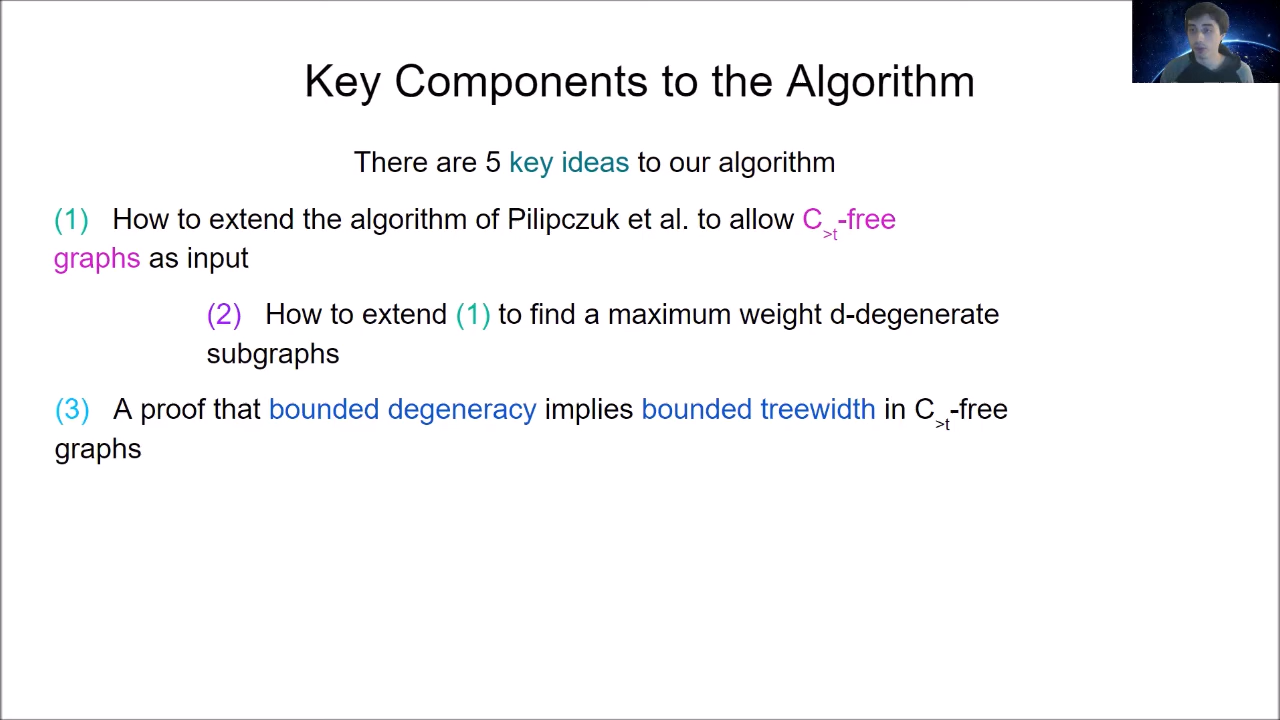 Key Components to the Algorithm
There are 5 key ideas to our algorithm
(1) How to extend the algorithm of Pilipczuk et al. to allow C>t-free
graphs as input
(2) How to extend (1) to find a maximum weight d-degenerate
subgraphs
(3) A proof that bounded degeneracy implies bounded treewidth in C>t-free
graphs